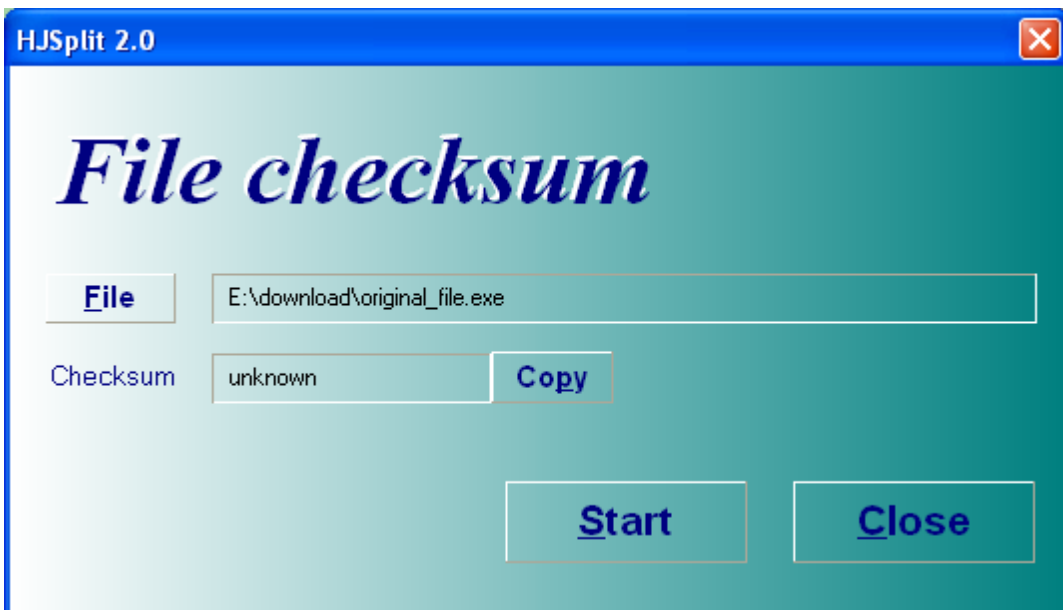 HJSplit 2.0
File checksum
File E:\download\original_file.exe
Checksum unknown Copy
Start Close